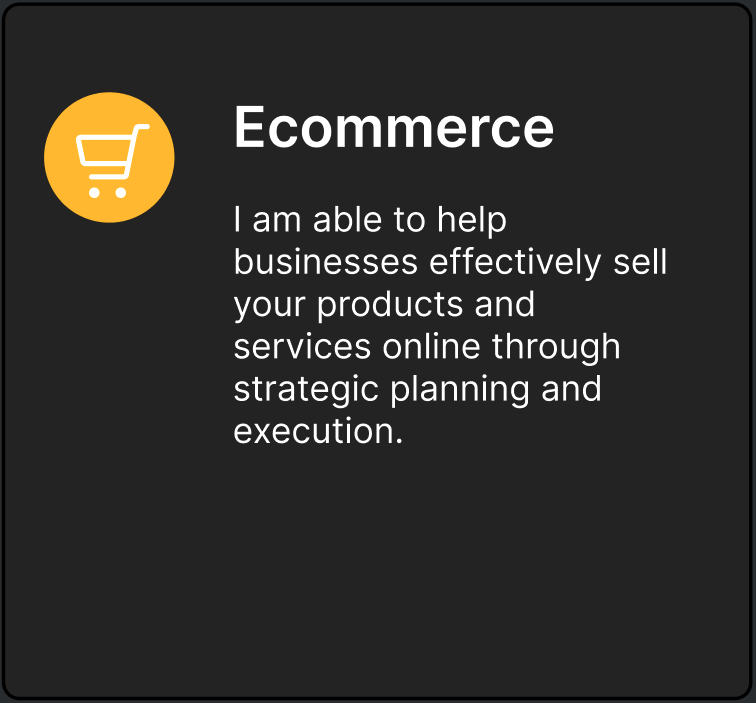 Ecommerce
I am able to help
businesses effectively sell
your products and
services online through
strategic planning and
execution.